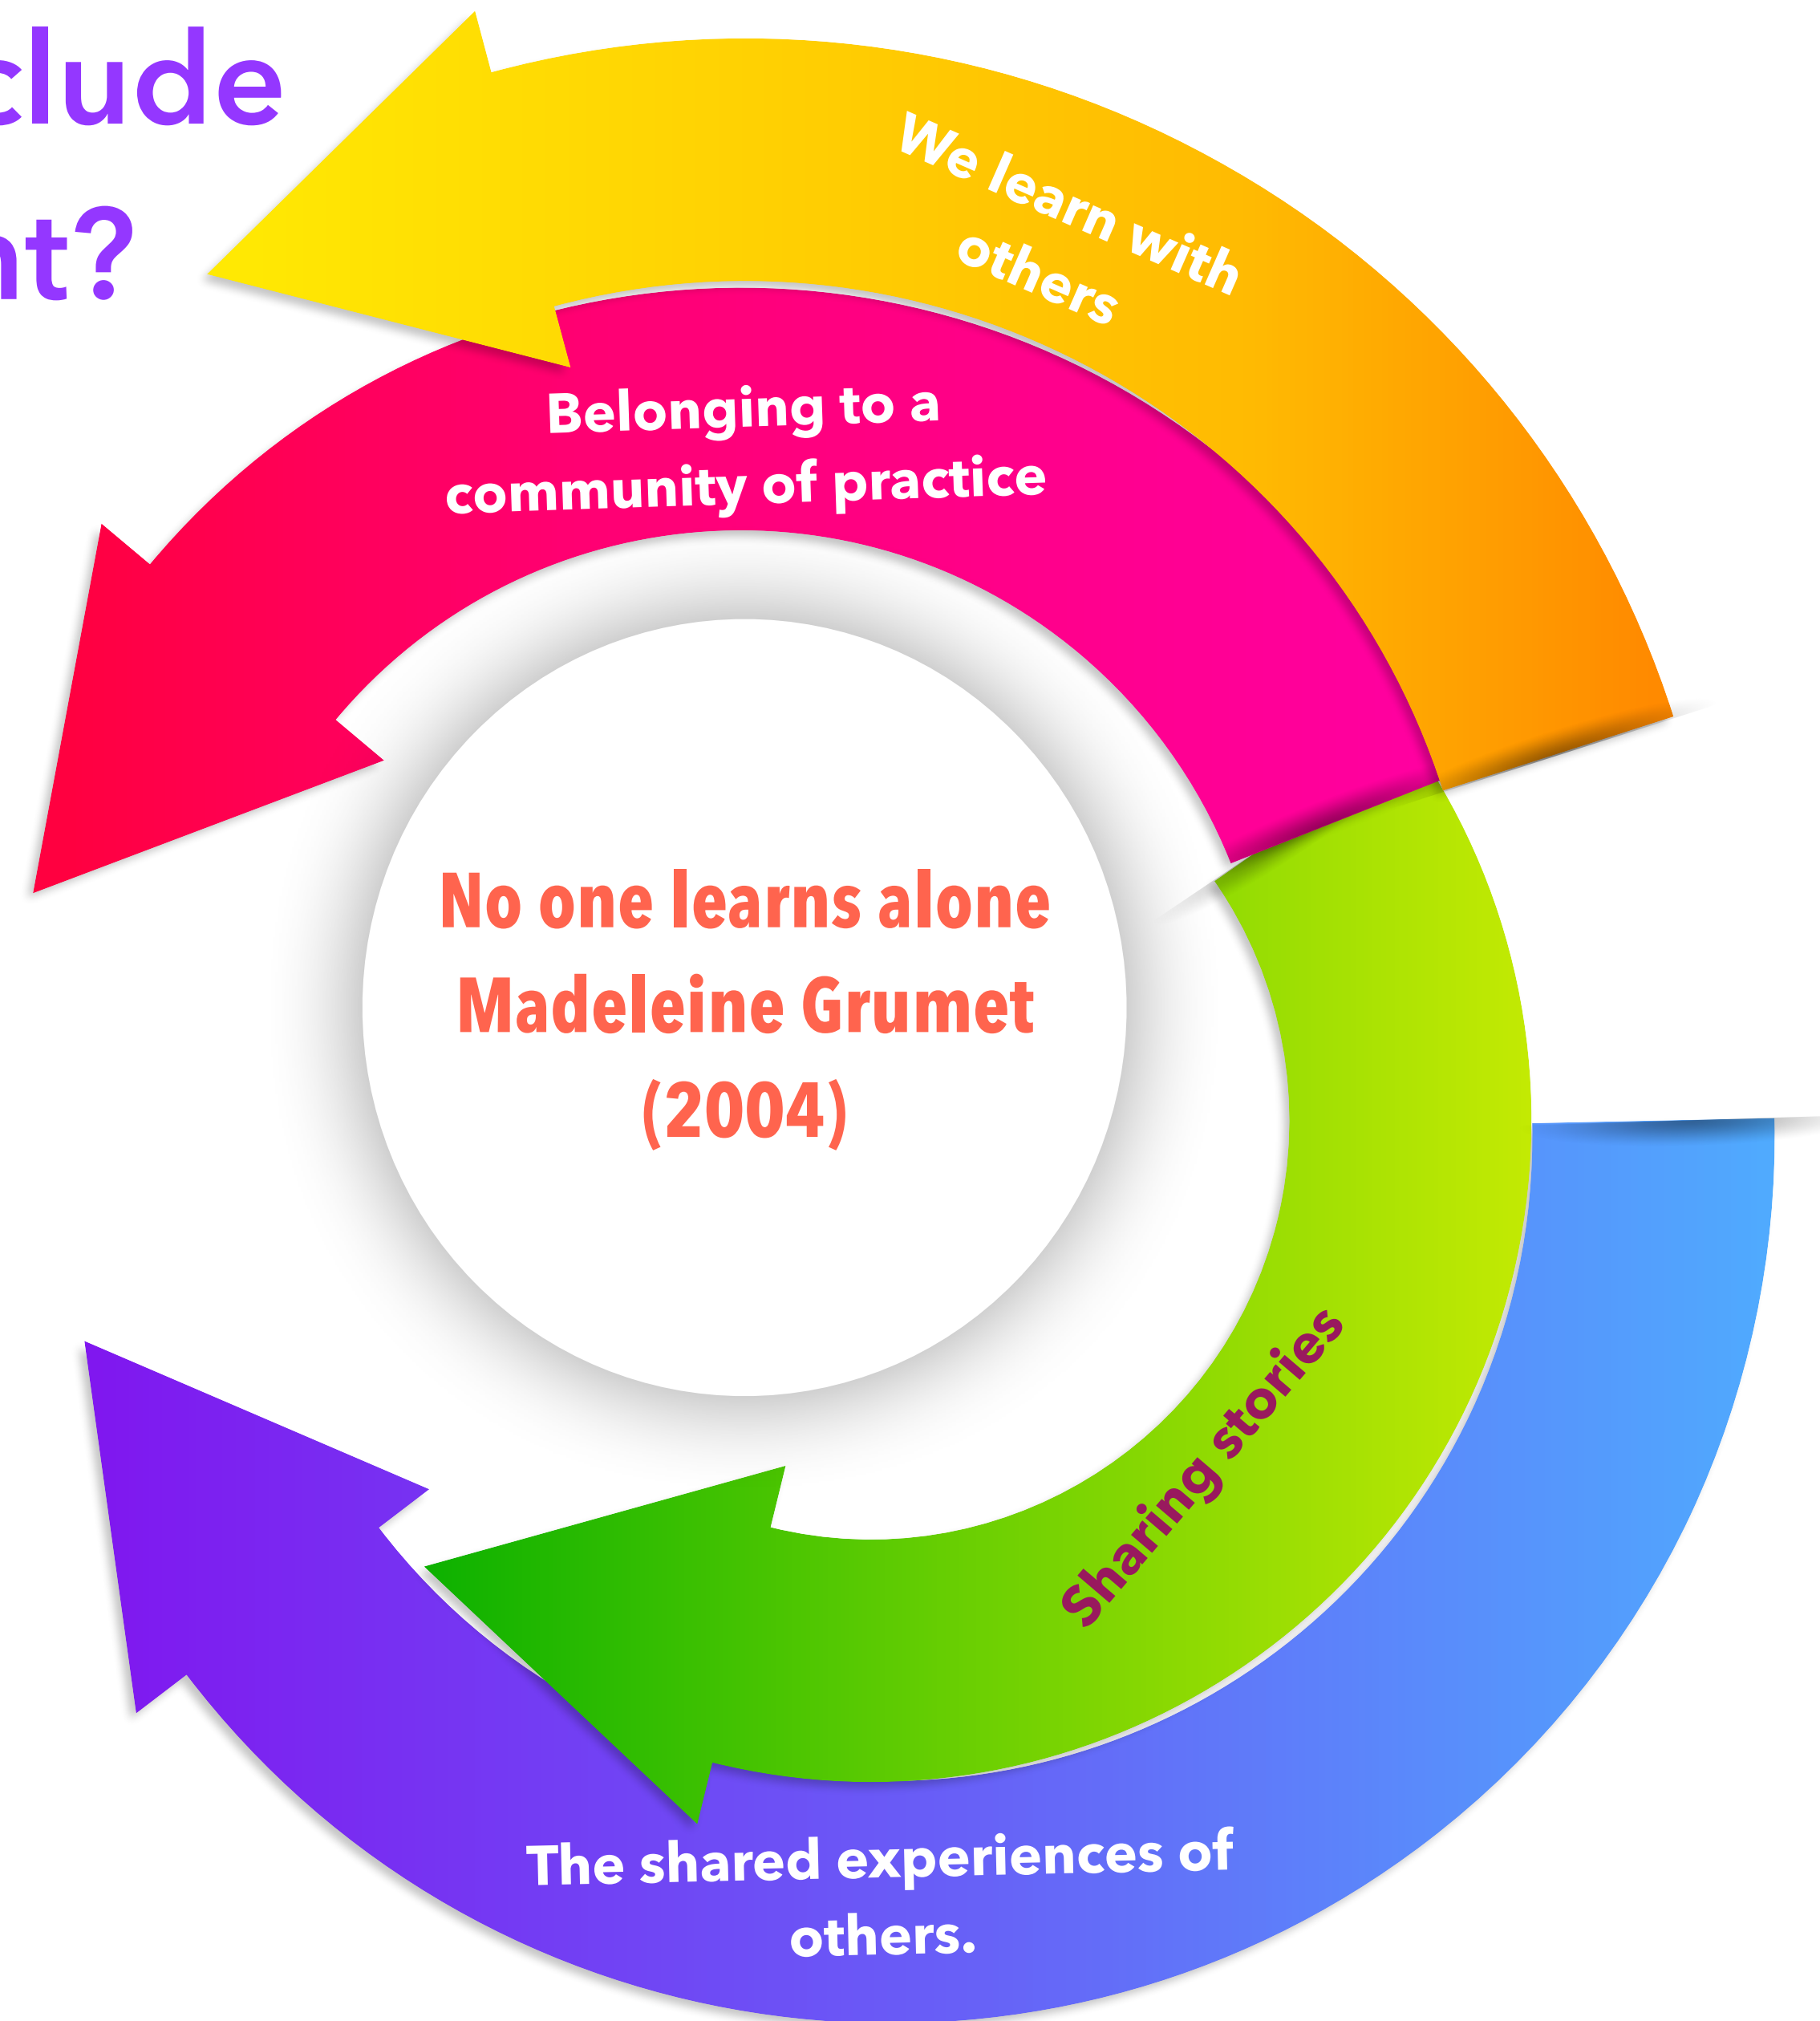 clude
nt?
We learn with
others
Belonging to a
community of practice
No one learns alone
Madeleine Grumet
(2004)
Sharing stories
The shared experiences of
others.